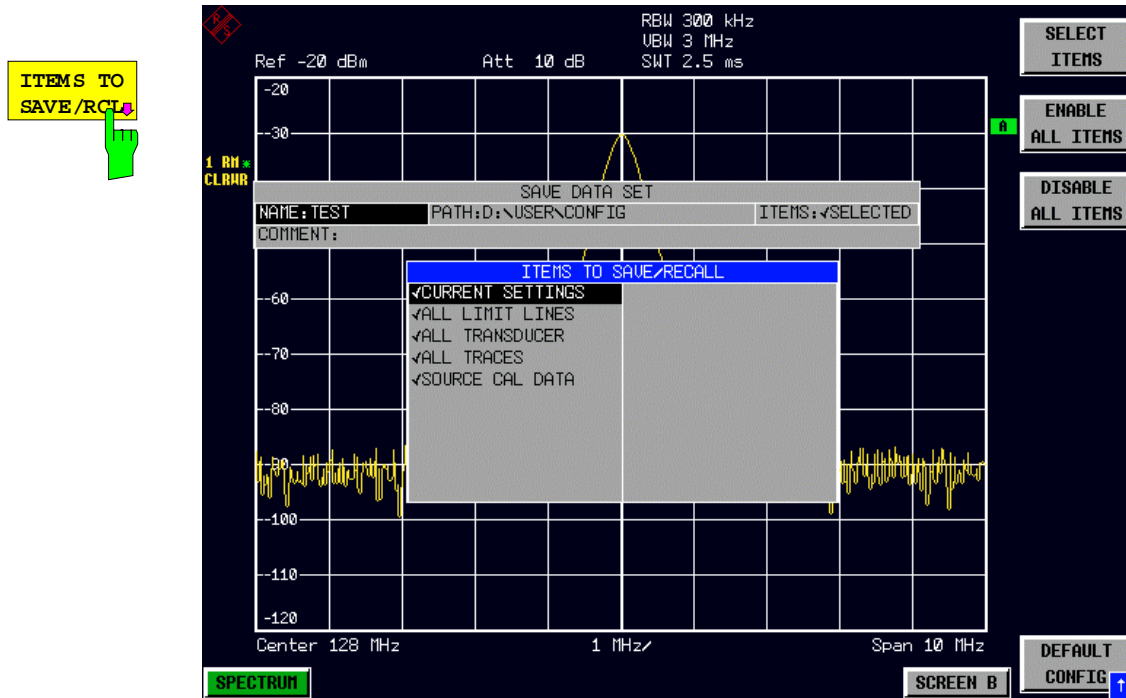 ITEMS TO
SAVE/RCL
R/S
RBW 300 kHz
VBW 3 MHz
Ref -20 dBm Att 10 dB SWT 2.5 ms
SELECT
ITEMS
ENABLE
ALL ITEMS
DISABLE
ALL ITEMS
A
1 RM*
CLRWR
-20
-30
SAVE DATA SET
NAME:TEST PATH:D:\USER\CONFIG ITEMS:✓SELECTED
COMMENT:
ITEMS TO SAVE/RECALL
✓CURRENT SETTINGS
✓ALL LIMIT LINES
✓ALL TRANSDUCER
✓ALL TRACES
✓SOURCE CAL DATA
-60
-70
-80
-90
-100
-110
-120
Center 128 MHz 1 MHz/ Span 10 MHz
SPECTRUM
SCREEN B
DEFAULT
CONFIG